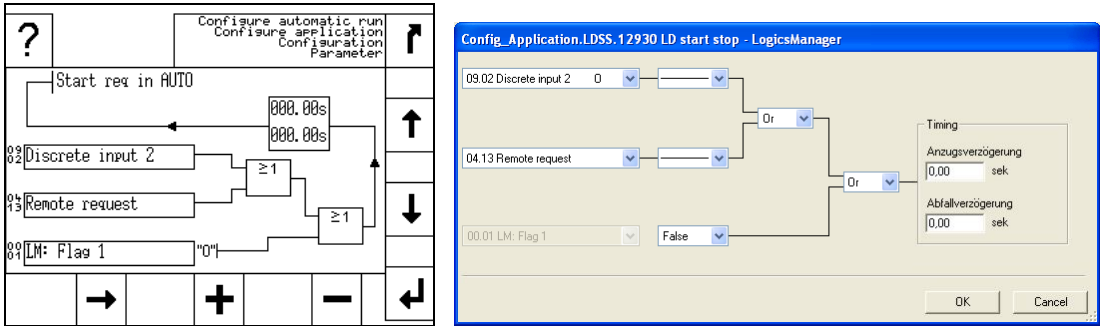 ?
Configure automatic run
Configure application
Configuration
Parameter
Start req in AUTO
000.00s
000.00s
09 02 Discrete input 2
≥1
04 13 Remote request
≥1
00 01 LM: Flag 1 "0"
+ −
Config_Application.LDSS.12930 LD start stop - LogicsManager
09.02 Discrete input 2 O
Or
Timing
Anzugsverzögerung
04.13 Remote request
0,00 sek
Or
Abfallverzögerung
0,00 sek
00.01 LM: Flag 1 False
OK Cancel